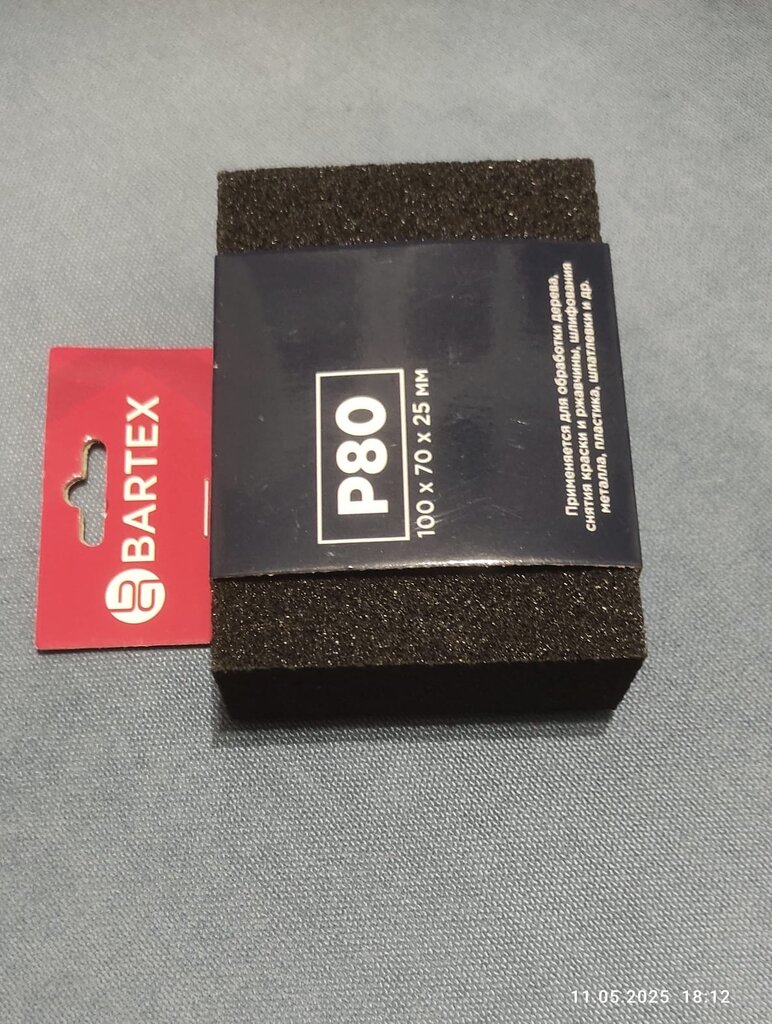 BARTEX
P80
100 x 70 x 25 мм
Применяется для обработки дерева,
снятия краски и ржавчины, шлифования
металла, пластика, шпатлевки и др.
11.05.2025 18:12